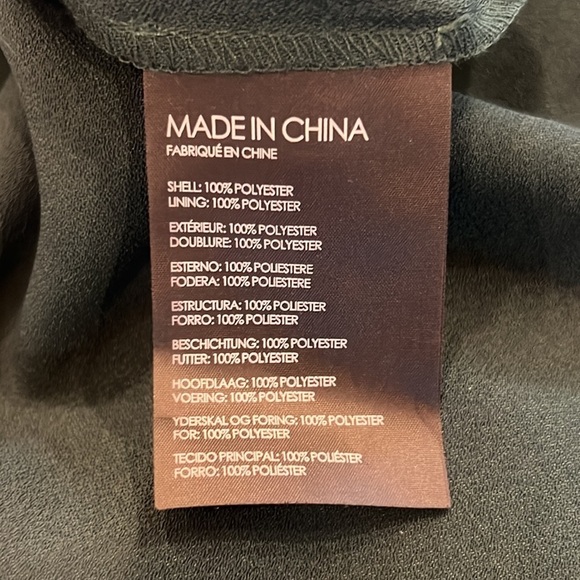 MADE IN CHINA
FABRIQUÉ EN CHINE
SHELL: 100% POLYESTER
LINING: 100% POLYESTER
EXTÉRIEUR: 100% POLYESTER
DOUBLURE: 100% POLYESTER
ESTERNO: 100% POLIESTERE
FODERA: 100% POLIESTERE
ESTRUCTURA: 100% POLIESTER
FORRO: 100% POLIESTER
BESCHICHTUNG: 100% POLYESTER
FUTTER: 100% POLYESTER
HOOFDLAAG: 100% POLYESTER
VOERING: 100% POLYESTER
YDERSKAL OG FORING: 100% POLYESTER
FOR: 100% POLYESTER
TECIDO PRINCIPAL: 100% POLIÉSTER
FORRO: 100% POLIÉSTER